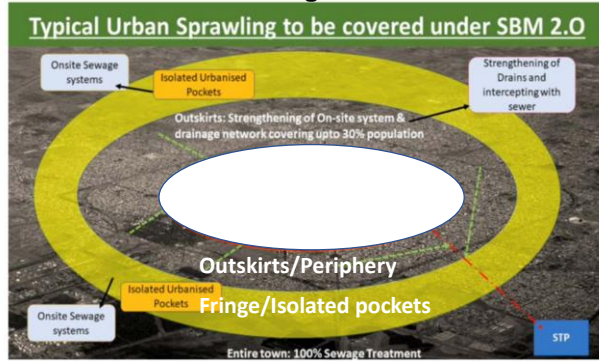 Typical Urban Sprawling to be covered under SBM 2.O
Onsite Sewage
systems
Isolated Urbanised
Pockets
Strengthening of
Drains and
intercepting with
sewer
Outskirts: Strengthening of On-site system &
drainage network covering upto 30% population
Outskirts/Periphery
Isolated Urbanised
Pockets
Fringe/Isolated pockets
Onsite Sewage
systems
STP
Entire town: 100% Sewage Treatment